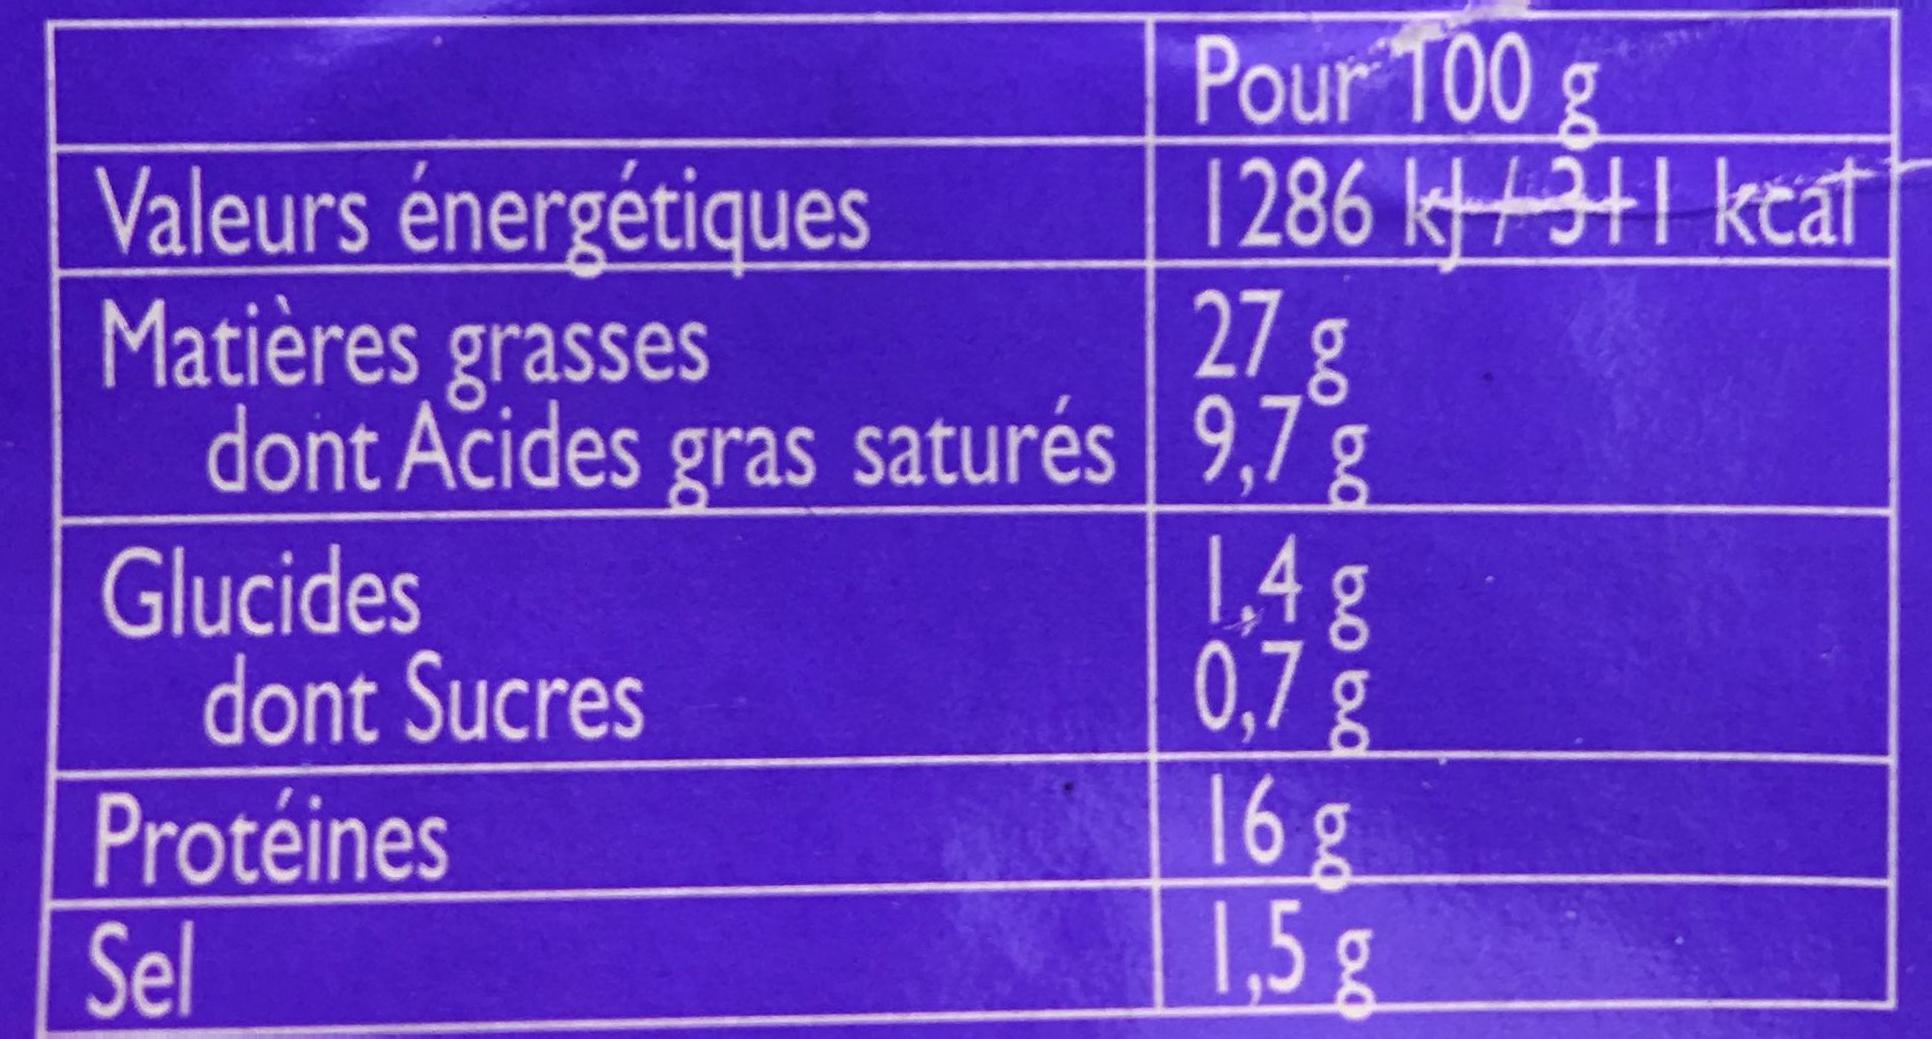 Pour 100 g
Valeurs énergétiques 1286 kJ / 311 kcal
Matières grasses 27 g
dont Acides gras saturés 9,7 g
Glucides 1,4 g
dont Sucres 0,7 g
Protéines 16 g
Sel 1,5 g